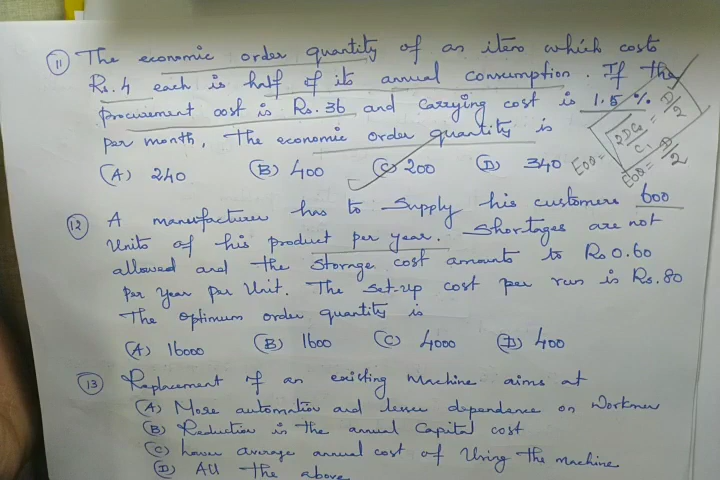 11 The economic order quantity of an item which costs
Rs. 4 each is half of its annual consumption. If the
procurement cost is Rs. 36 and carrying cost is 1.5 %
per month, The economic order quantity is
(A) 240 (B) 400 (C) 200 (D) 340
EOQ = √2DC₀/C₁ = D/2
EOQ = D/2
12 A manufacturer has to Supply his customers 600
Units of his product per year. Shortages are not
allowed and the storage cost amounts to Rs 0.60
per year per Unit. The Set-up cost per run is Rs. 80
The optimum order quantity is
(A) 16000 (B) 1600 (C) 4000 (D) 400
13 Replacement of an existing Machine aims at
(A) More automation and lesser dependence on Workmen
(B) Reduction in the annual Capital cost
(C) Lower average annual cost of Using the machine
(D) All the above